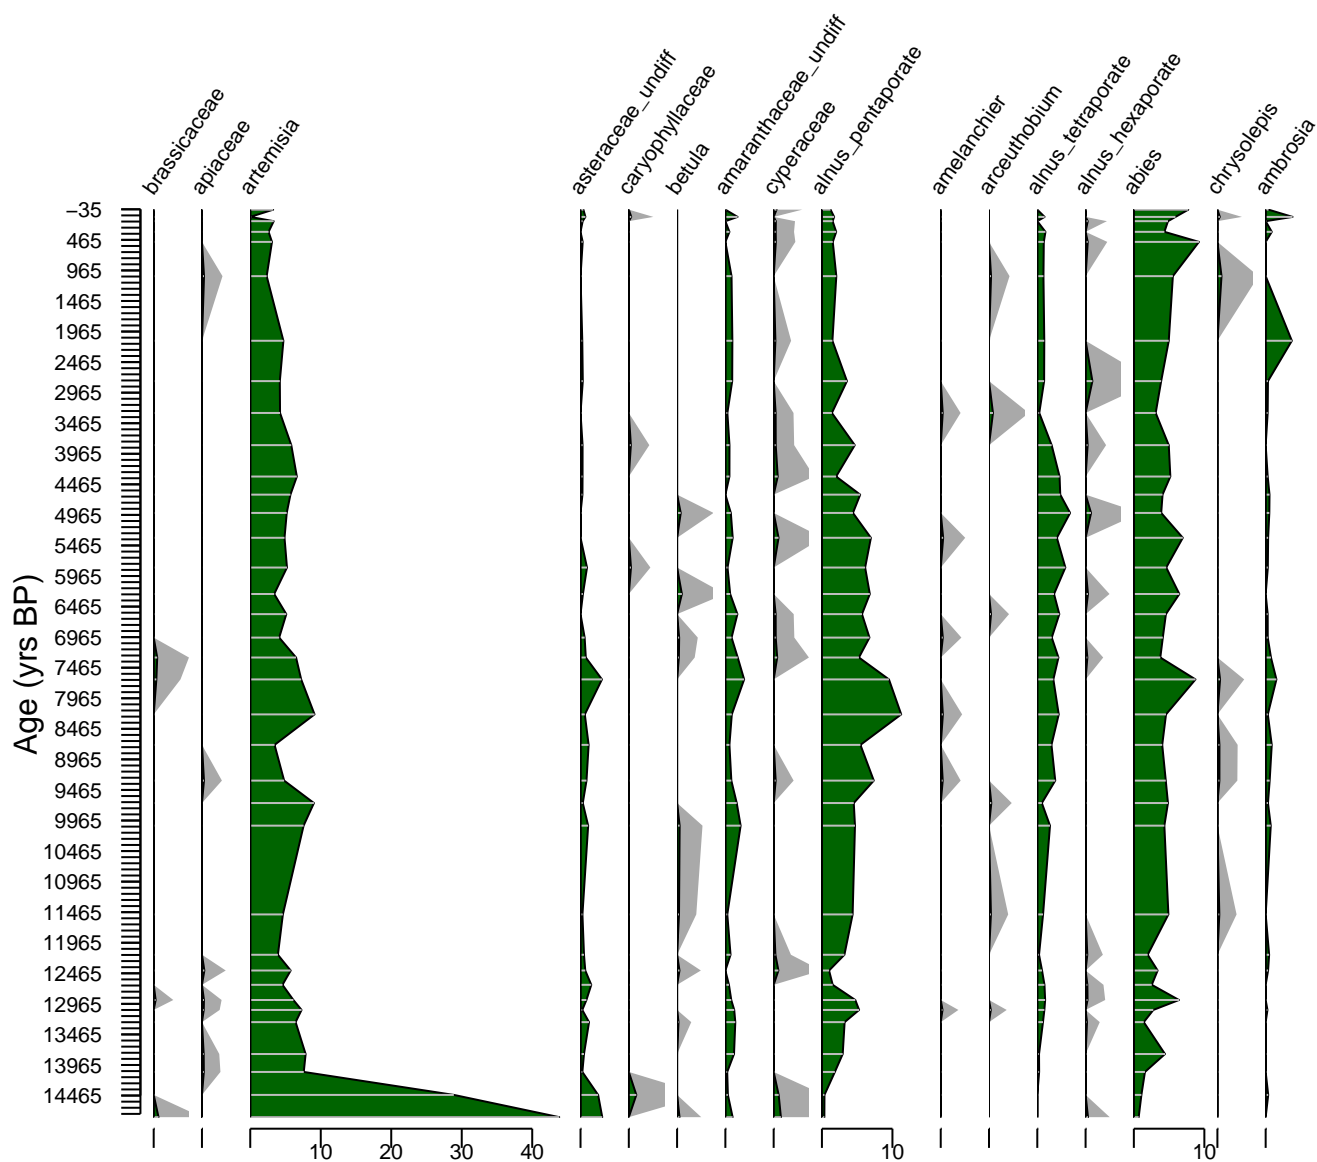 brassicaceae
apiaceae
artemisia
asteraceae_undiff
caryophyllaceae
betula
amaranthaceae_undiff
cyperaceae
alnus_pentaporate
amelanchier
arceuthobium
alnus_tetraporate
alnus_hexaporate
abies
chrysolepis
ambrosia
Age (yrs BP)
−35
465
965
1465
1965
2465
2965
3465
3965
4465
4965
5465
5965
6465
6965
7465
7965
8465
8965
9465
9965
10465
10965
11465
11965
12465
12965
13465
13965
14465
10 20 30 40 10 10